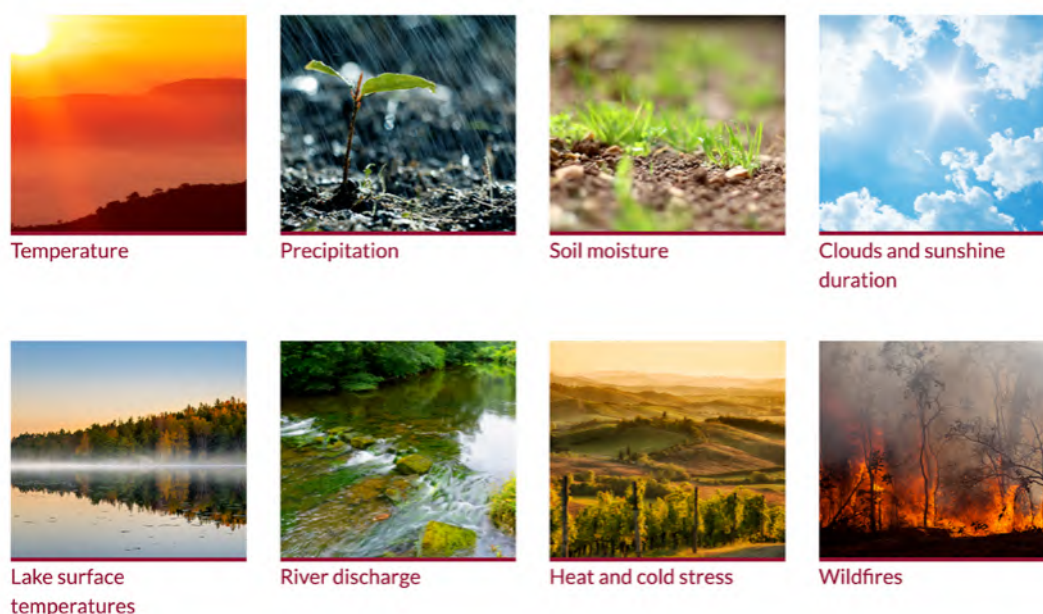 Temperature
Precipitation
Soil moisture
Clouds and sunshine
duration
Lake surface
temperatures
River discharge
Heat and cold stress
Wildfires